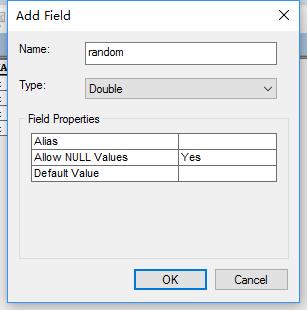 Add Field
Name: random
Type: Double
Field Properties
Alias
Allow NULL Values Yes
Default Value
OK Cancel